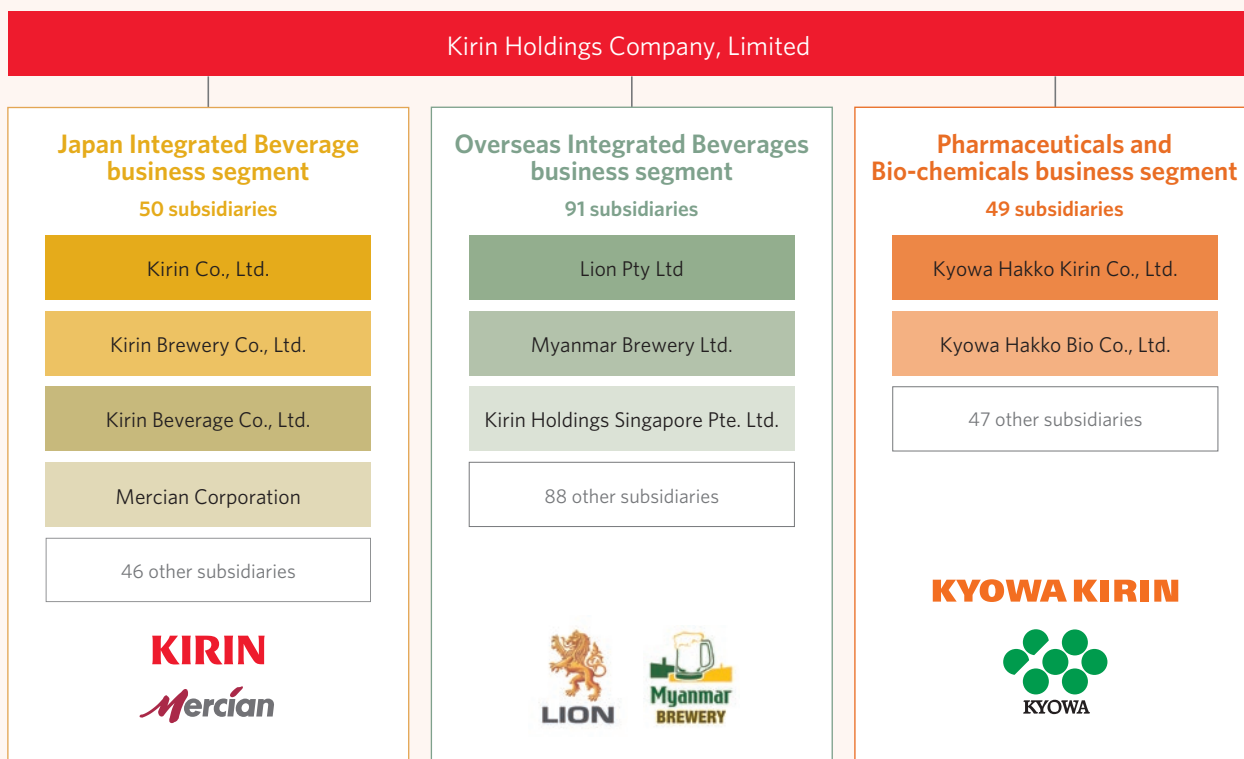 Kirin Holdings Company, Limited
Japan Integrated Beverage
business segment
50 subsidiaries
Kirin Co., Ltd.
Kirin Brewery Co., Ltd.
Kirin Beverage Co., Ltd.
Mercian Corporation
46 other subsidiaries
KIRIN
Mercian
Overseas Integrated Beverages
business segment
91 subsidiaries
Lion Pty Ltd
Myanmar Brewery Ltd.
Kirin Holdings Singapore Pte. Ltd.
88 other subsidiaries
LION
Myanmar
BREWERY
Pharmaceuticals and
Bio-chemicals business segment
49 subsidiaries
Kyowa Hakko Kirin Co., Ltd.
Kyowa Hakko Bio Co., Ltd.
47 other subsidiaries
KYOWA KIRIN
KYOWA